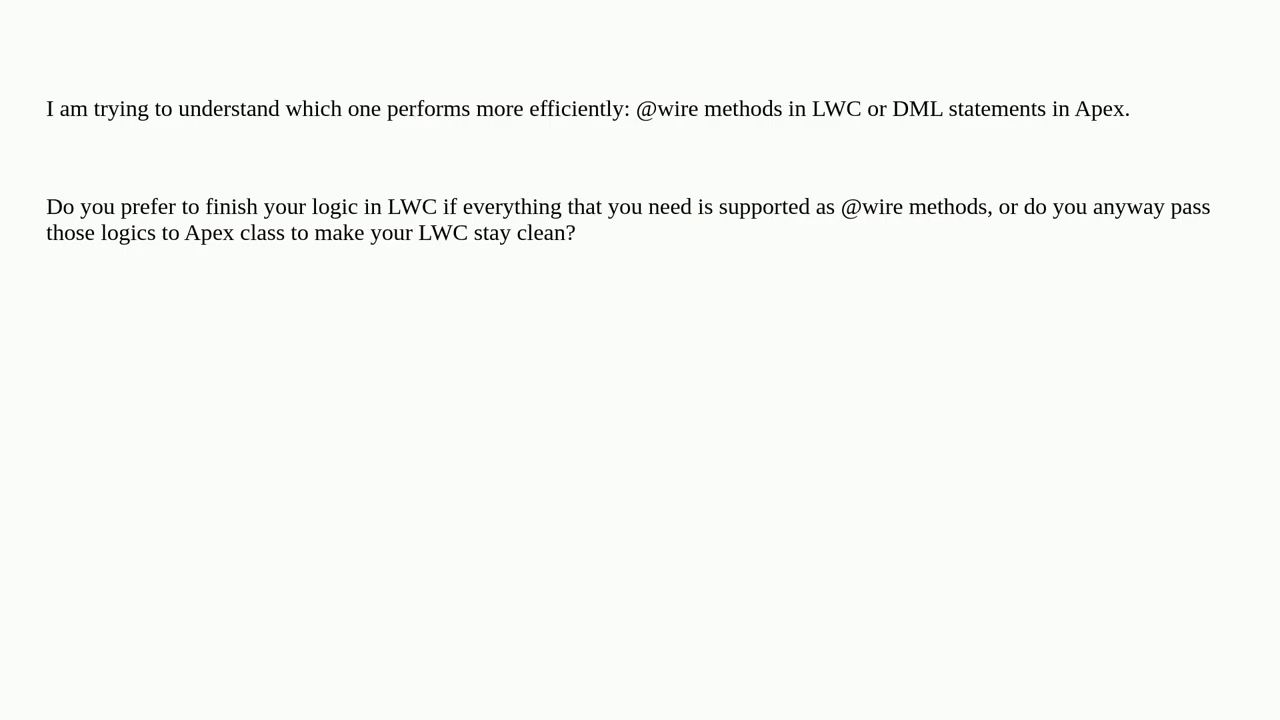 I am trying to understand which one performs more efficiently: @wire methods in LWC or DML statements in Apex.
Do you prefer to finish your logic in LWC if everything that you need is supported as @wire methods, or do you anyway pass
those logics to Apex class to make your LWC stay clean?